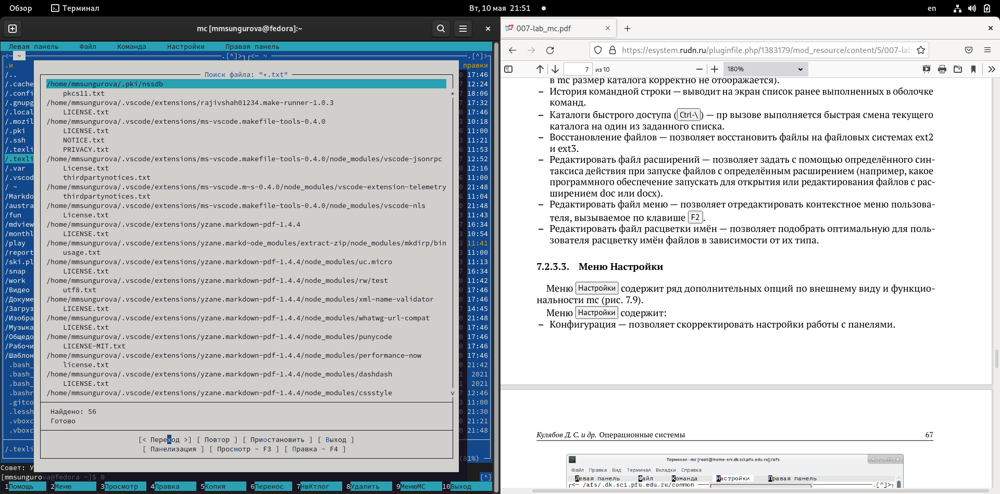 Обзор Терминал Вт, 10 мая 21:51 en
mc [mmsungurova@fedora]:~
Левая панель Файл Команда Настройки Правая панель
<— ~ .[^]> <— ~ .[^]>
.и правки
/.. 17:46
/.cache 12:24
/.confi 18:06
/.gnupg 17:32
/.local 17:46
/.mozil 10:18
/.pki 11:00
/.ssh 11:21
/.texli 11:53
/.texli 12:52
/.var 12:16
/.vscod 11:00
/ ~ 21:48
/Markdo 11:04
/austra 21:48
/fun 11:43
/mdview 16:34
/monthl 10:54
/play 11:41
/report 11:00
/ski.pl 11:13
/snap 16:34
/work 11:42
/Видео 17:46
/Докуме 17:46
/Загруз 14:45
/Изобра 21:48
/Музыка 17:46
/Общедо 17:46
/Рабочи 17:46
/Шаблон 17:46
.bash_ 21:42
.bash_ 2021
.bash_ 2021
.bashr 12:46
.gitco 11:00
.lessh 21:30
.vboxc 21:21
.vboxc 21:48
/.texli (81%)
Поиск файла: "*.txt"
/home/mmsungurova/.pki/nssdb
pkcs11.txt
/home/mmsungurova/.vscode/extensions/rajivshah01234.make-runner-1.0.3
LICENSE.txt
/home/mmsungurova/.vscode/extensions/ms-vscode.makefile-tools-0.4.0
LICENSE.txt
NOTICE.txt
PRIVACY.txt
/home/mmsungurova/.vscode/extensions/ms-vscode.makefile-tools-0.4.0/node_modules/vscode-jsonrpc
License.txt
thirdpartynotices.txt
/home/mmsungurova/.vscode/extensions/ms-vscode.m~s-0.4.0/node_modules/vscode-extension-telemetry
thirdpartynotices.txt
/home/mmsungurova/.vscode/extensions/ms-vscode.makefile-tools-0.4.0/node_modules/vscode-nls
License.txt
/home/mmsungurova/.vscode/extensions/yzane.markdown-pdf-1.4.4
LICENSE.txt
/home/mmsungurova/.vscode/extensions/yzane.markd~ode_modules/extract-zip/node_modules/mkdirp/bin
usage.txt
/home/mmsungurova/.vscode/extensions/yzane.markdown-pdf-1.4.4/node_modules/uc.micro
LICENSE.txt
/home/mmsungurova/.vscode/extensions/yzane.markdown-pdf-1.4.4/node_modules/rw/test
utf8.txt
/home/mmsungurova/.vscode/extensions/yzane.markdown-pdf-1.4.4/node_modules/xml-name-validator
LICENSE.txt
/home/mmsungurova/.vscode/extensions/yzane.markdown-pdf-1.4.4/node_modules/whatwg-url-compat
LICENSE.txt
/home/mmsungurova/.vscode/extensions/yzane.markdown-pdf-1.4.4/node_modules/punycode
LICENSE-MIT.txt
/home/mmsungurova/.vscode/extensions/yzane.markdown-pdf-1.4.4/node_modules/performance-now
license.txt
/home/mmsungurova/.vscode/extensions/yzane.markdown-pdf-1.4.4/node_modules/dashdash
LICENSE.txt
/home/mmsungurova/.vscode/extensions/yzane.markdown-pdf-1.4.4/node_modules/cssstyle
Найдено: 56
Готово
[< Переход >] [ Повтор ] [ Приостановить ] [ Выход ]
[ Панелизация ] [ Просмотр - F3 ] [ Правка - F4 ]
Совет: У
[mmsungurova@fedora ~]$ 0 [^]
1Помощь 2Меню 3Просмотр 4Правка 5Копия 6Перенос 7НвКтлог 8Удалить 9МенюМС 10Выход
007-lab_mc.pdf
https://esystem.rudn.ru/pluginfile.php/1383179/mod_resource/content/5/007-lab
7 из 10 180%
в mc размер каталога корректно не отображается).
– История командной строки — выводит на экран список ранее выполненных в оболочке
команд.
– Каталоги быстрого доступа ( Ctrl-\ ) — пр вызове выполняется быстрая смена текущего
каталога на один из заданного списка.
– Восстановление файлов — позволяет восстановить файлы на файловых системах ext2
и ext3.
– Редактировать файл расширений — позволяет задать с помощью определённого син-
таксиса действия при запуске файлов с определённым расширением (например, какое
программного обеспечение запускать для открытия или редактирования файлов с рас-
ширением doc или docx).
– Редактировать файл меню — позволяет отредактировать контекстное меню пользова-
теля, вызываемое по клавише F2 .
– Редактировать файл расцветки имён — позволяет подобрать оптимальную для поль-
зователя расцветку имён файлов в зависимости от их типа.
7.2.3.3. Меню Настройки
Меню Настройки содержит ряд дополнительных опций по внешнему виду и функцио-
нальности mc (рис. 7.9).
Меню Настройки содержит:
– Конфигурация — позволяет скорректировать настройки работы с панелями.
Кулябов Д. С. и др. Операционные системы 67
Терминал - mc [root@home-srv.dk.sci.pfu.edu.ru]:/afs
Файл Правка Вид Терминал Вкладки Справка
Левая панель Файл Команда Настройки Правая панель
<— /afs/.dk.sci.pfu.edu.ru/common .[^]>